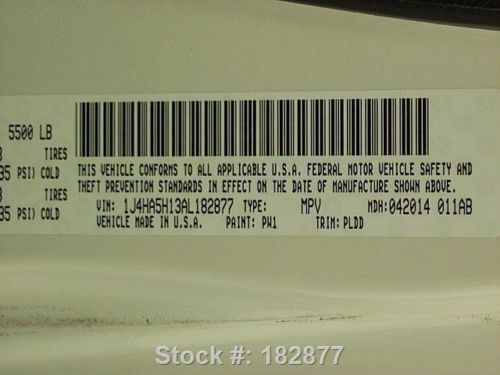 5500 LB
TIRES
35 PSI) COLD
TIRES
35 PSI) COLD
THIS VEHICLE CONFORMS TO ALL APPLICABLE U.S.A. FEDERAL MOTOR VEHICLE SAFETY AND
THEFT PREVENTION STANDARDS IN EFFECT ON THE DATE OF MANUFACTURE SHOWN ABOVE.
VIN: 1J4HA5H13AL182877 TYPE: MPV MDH:042014 011AB
VEHICLE MADE IN U.S.A. PAINT: PW1 TRIM:PLDD
Stock #: 182877